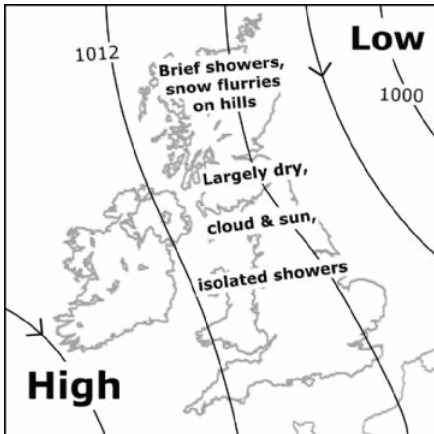 Low
1012
Brief showers,
snow flurries
on hills
1000
Largely dry,
cloud & sun,
isolated showers
High